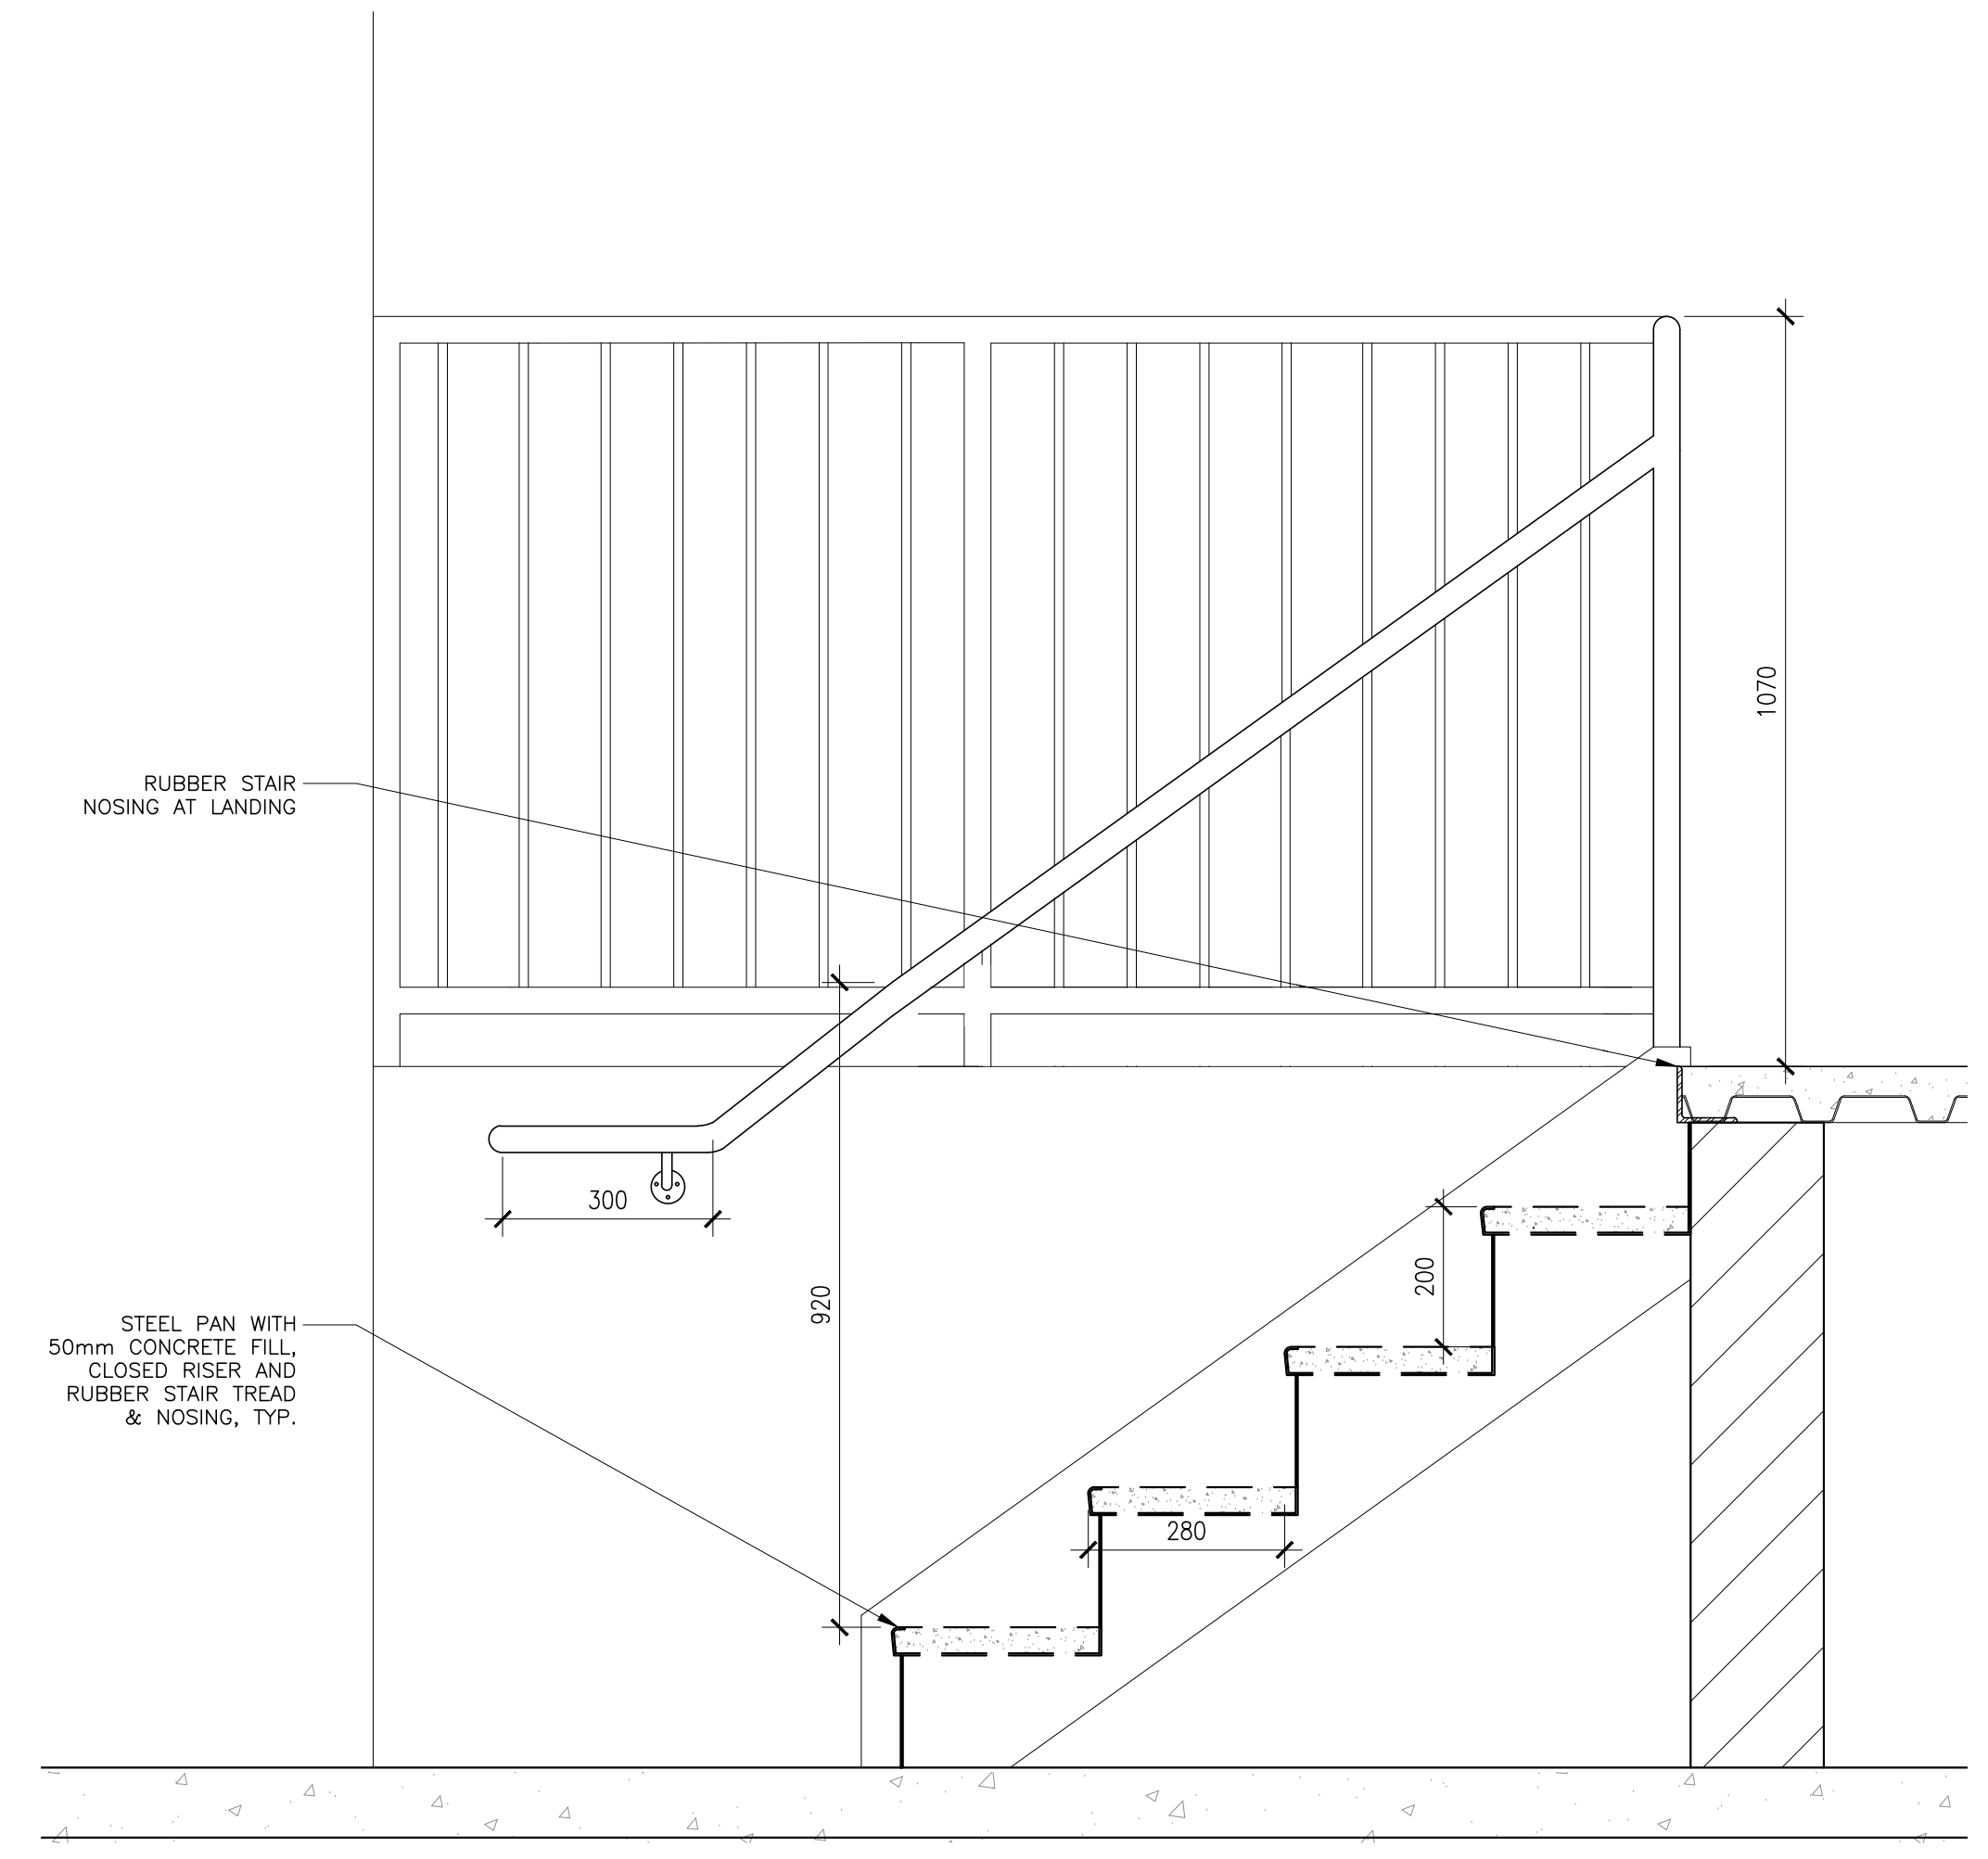 1070
RUBBER STAIR
NOSING AT LANDING
300
200
920
STEEL PAN WITH
50mm CONCRETE FILL,
CLOSED RISER AND
RUBBER STAIR TREAD
& NOSING, TYP.
280